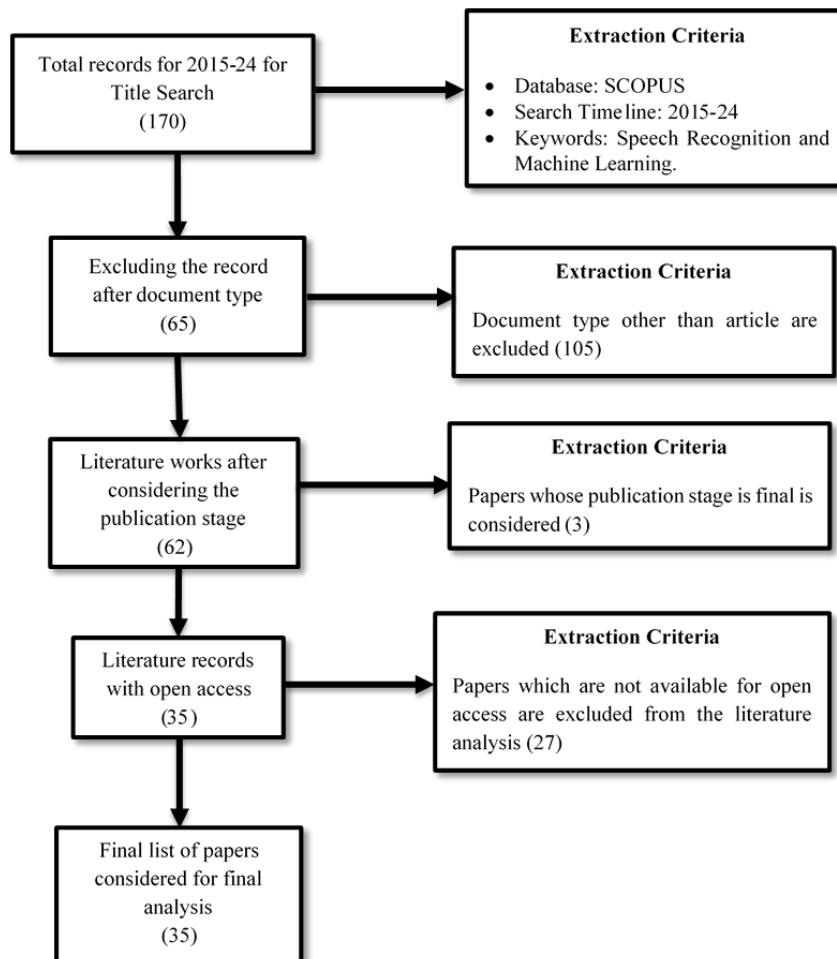 Total records for 2015-24 for
Title Search
(170)
Extraction Criteria
• Database: SCOPUS
• Search Timeline: 2015-24
• Keywords: Speech Recognition and
Machine Learning.
Excluding the record
after document type
(65)
Extraction Criteria
Document type other than article are
excluded (105)
Literature works after
considering the
publication stage
(62)
Extraction Criteria
Papers whose publication stage is final is
considered (3)
Literature records
with open access
(35)
Extraction Criteria
Papers which are not available for open
access are excluded from the literature
analysis (27)
Final list of papers
considered for final
analysis
(35)